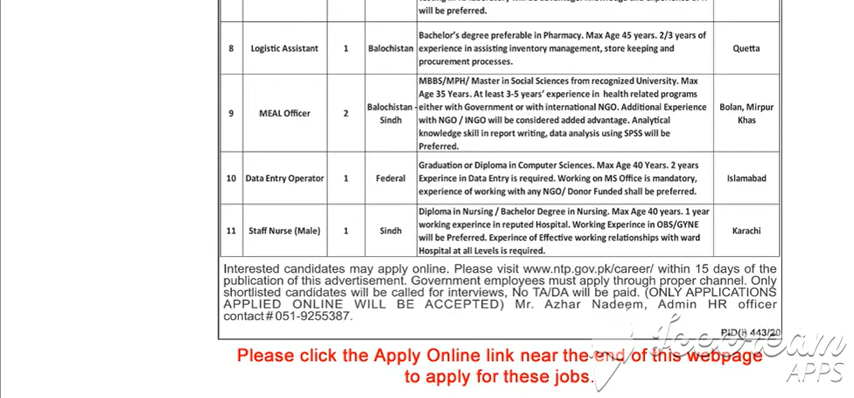 will be preferred.
8 Logistic Assistant 1 Balochistan Bachelor's degree preferable in Pharmacy. Max Age 45 years. 2/3 years of
experience in assisting inventory management, store keeping and
procurement processes. Quetta
9 MEAL Officer 2 Balochistan - Sindh MBBS/MPH/ Master in Social Sciences from recognized University. Max
Age 35 Years. At least 3-5 years' experience in health related programs
either with Government or with international NGO. Additional Experience
with NGO / INGO will be considered added advantage. Analytical
knowledge skill in report writing, data analysis using SPSS will be
Preferred. Bolan, Mirpur Khas
10 Data Entry Operator 1 Federal Graduation or Diploma in Computer Sciences. Max Age 40 Years. 2 years
Experince in Data Entry is required. Working on MS Office is mandatory,
experience of working with any NGO/ Donor Funded shall be preferred. Islamabad
11 Staff Nurse (Male) 1 Sindh Diploma in Nursing / Bachelor Degree in Nursing. Max Age 40 years. 1 year
working experince in reputed Hospital. Working Experince in OBS/GYNE
will be Preferred. Experince of Effective working relationships with ward
Hospital at all Levels is required. Karachi
Interested candidates may apply online. Please visit www.ntp.gov.pk/career/ within 15 days of the
publication of this advertisement. Government employees must apply through proper channel. Only
shortlisted candidates will be called for interviews, No TA/DA will be paid. (ONLY APPLICATIONS
APPLIED ONLINE WILL BE ACCEPTED) Mr. Azhar Nadeem, Admin HR officer
contact # 051-9255387.
PID(I) 443/20
Please click the Apply Online link near the end of this webpage
to apply for these jobs.
Icecream
APPS